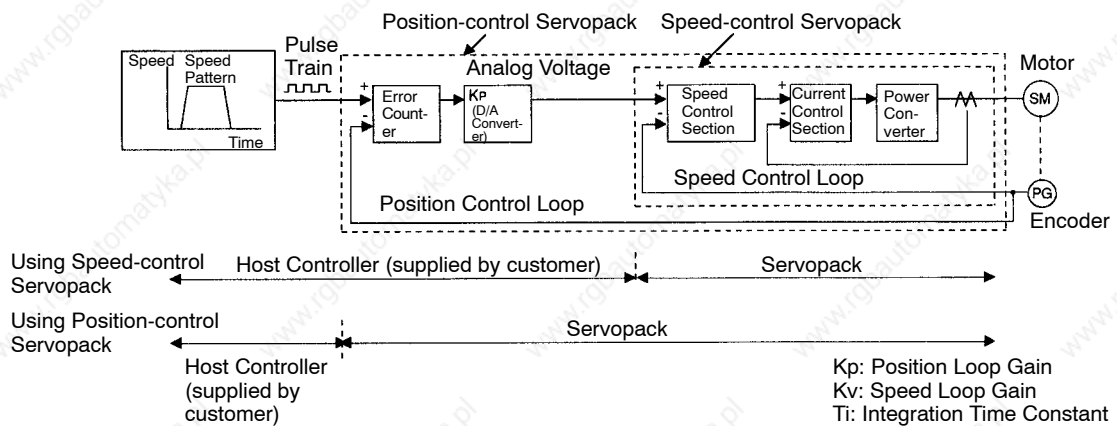 Position-control Servopack
Speed-control Servopack
Speed
Speed
Pattern
Time
Pulse
Train
Analog Voltage
Motor
+
-
Error
Count-
er
KP
(D/A
Convert-
er)
+
-
Speed
Control
Section
+
-
Current
Control
Section
Power
Con-
verter
SM
Speed Control Loop
Position Control Loop
PG
Encoder
Using Speed-control
Servopack
Host Controller (supplied by customer)
Servopack
Using Position-control
Servopack
Servopack
Host Controller
(supplied by
customer)
Kp: Position Loop Gain
Kv: Speed Loop Gain
Ti: Integration Time Constant
www.rgbautomatyka.pl